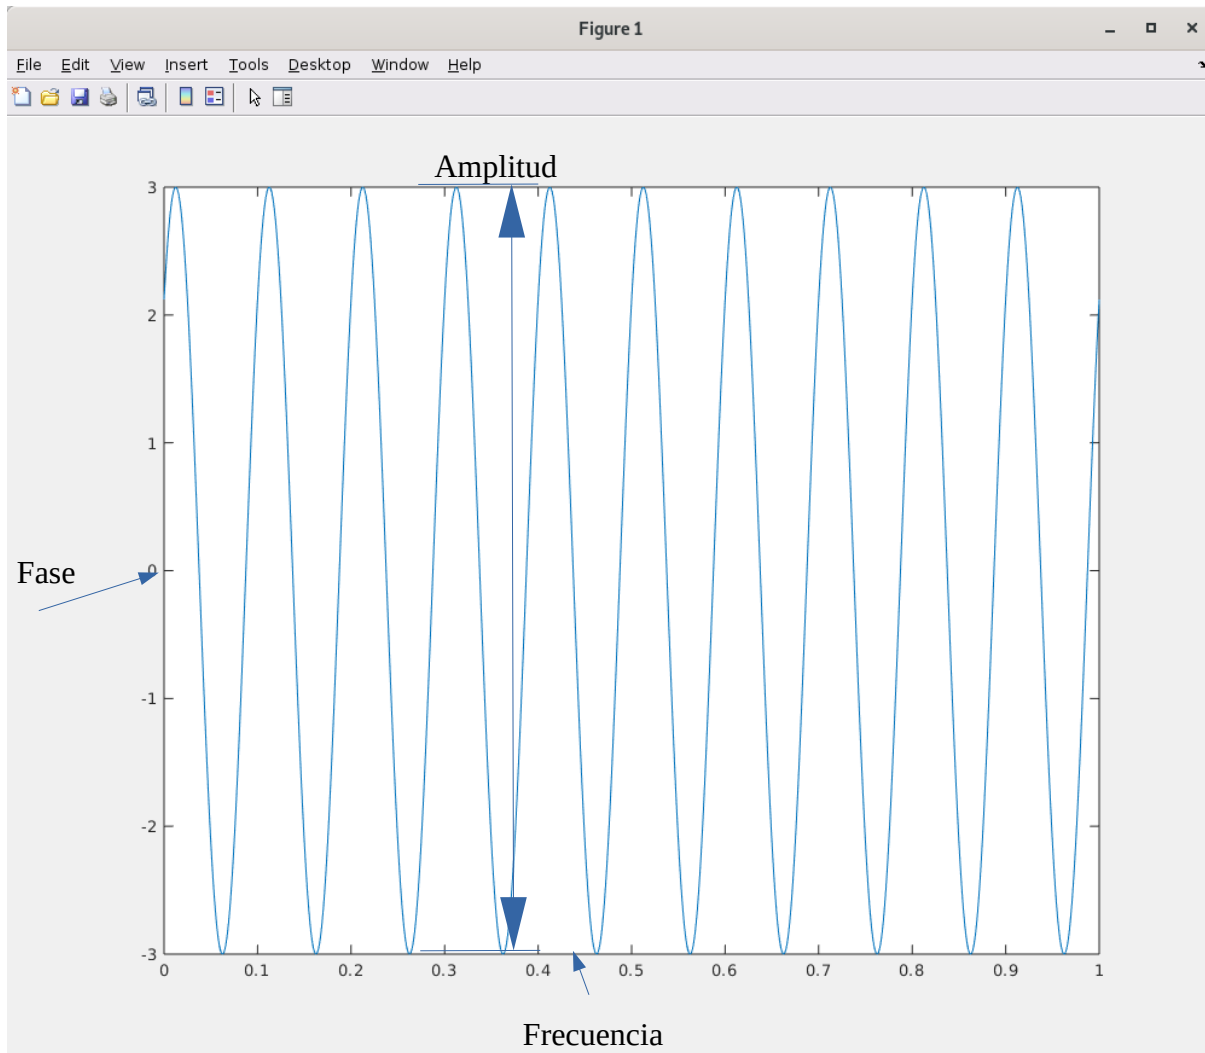 Figure 1
File Edit View Insert Tools Desktop Window Help
Amplitud
3
2
1
Fase
0
-1
-2
-3
0 0.1 0.2 0.3 0.4 0.5 0.6 0.7 0.8 0.9 1
Frecuencia